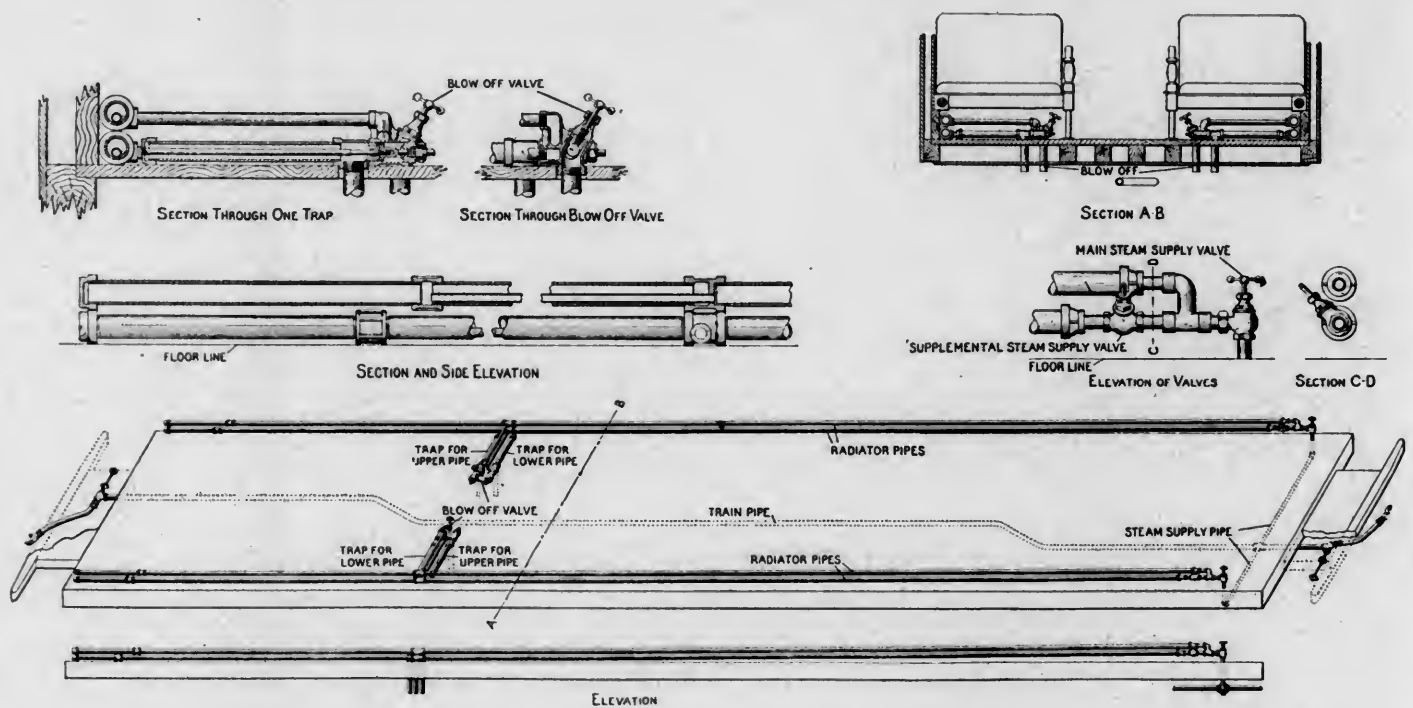 BLOW OFF VALVE
SECTION THROUGH ONE TRAP
SECTION THROUGH BLOW OFF VALVE
BLOW OFF
SECTION A-B
FLOOR LINE
SECTION AND SIDE ELEVATION
MAIN STEAM SUPPLY VALVE
SUPPLEMENTAL STEAM SUPPLY VALVE
FLOOR LINE
ELEVATION OF VALVES
SECTION C-D
C
C
B
TRAP FOR
UPPER PIPE
TRAP FOR
LOWER PIPE
RADIATOR PIPES
BLOW OFF VALVE
TRAIN PIPE
STEAM SUPPLY PIPE
TRAP FOR
LOWER PIPE
TRAP FOR
UPPER PIPE
RADIATOR PIPES
A
ELEVATION